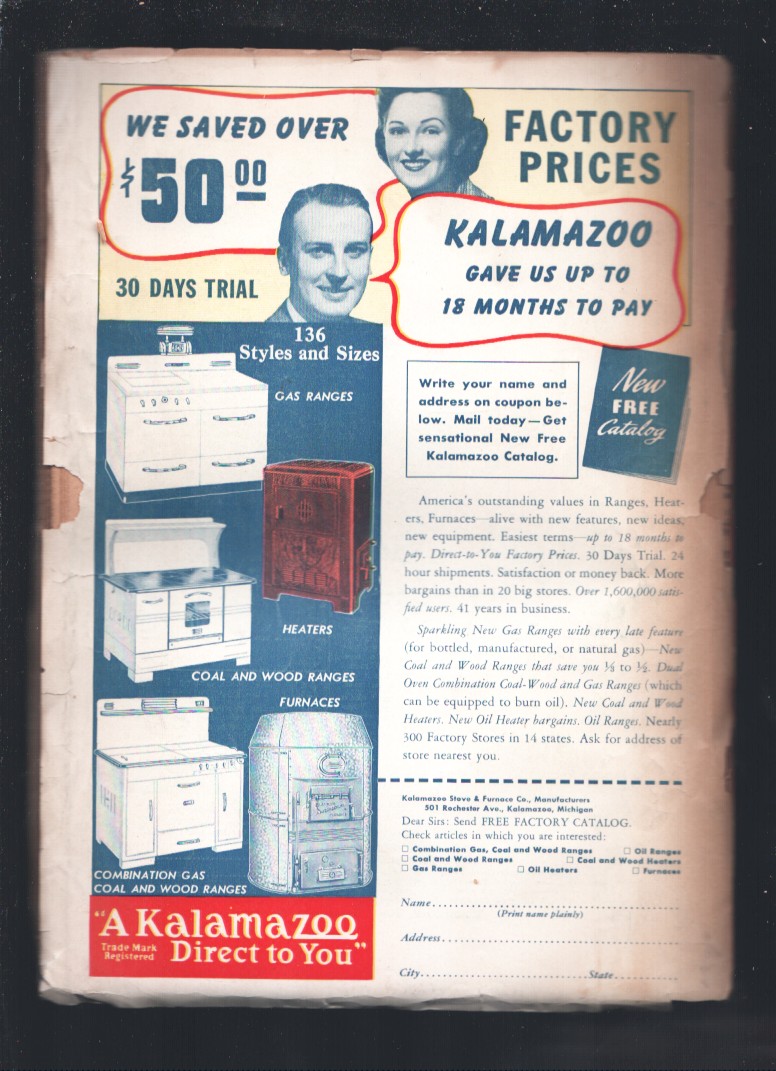 WE SAVED OVER
$50 00
FACTORY
PRICES
KALAMAZOO
GAVE US UP TO
18 MONTHS TO PAY
30 DAYS TRIAL
136
Styles and Sizes
GAS RANGES
HEATERS
COAL AND WOOD RANGES
FURNACES
COMBINATION GAS
COAL AND WOOD RANGES
"A Kalamazoo
Trade Mark
Registered
Direct to You"
Write your name and
address on coupon be-
low. Mail today—Get
sensational New Free
Kalamazoo Catalog.
New
FREE
Catalog
America's outstanding values in Ranges, Heat-
ers, Furnaces—alive with new features, new ideas,
new equipment. Easiest terms—up to 18 months to
pay. Direct-to-You Factory Prices. 30 Days Trial. 24
hour shipments. Satisfaction or money back. More
bargains than in 20 big stores. Over 1,600,000 satis-
fied users. 41 years in business.
Sparkling New Gas Ranges with every late feature
(for bottled, manufactured, or natural gas)—New
Coal and Wood Ranges that save you ⅓ to ½. Dual
Oven Combination Coal-Wood and Gas Ranges (which
can be equipped to burn oil). New Coal and Wood
Heaters. New Oil Heater bargains. Oil Ranges. Nearly
300 Factory Stores in 14 states. Ask for address of
store nearest you.
Kalamazoo Stove & Furnace Co., Manufacturers
501 Rochester Ave., Kalamazoo, Michigan
Dear Sirs: Send FREE FACTORY CATALOG.
Check articles in which you are interested:
☐ Combination Gas, Coal and Wood Ranges ☐ Oil Ranges
☐ Coal and Wood Ranges ☐ Coal and Wood Heaters
☐ Gas Ranges ☐ Oil Heaters ☐ Furnaces
Name
(Print name plainly)
Address
City State